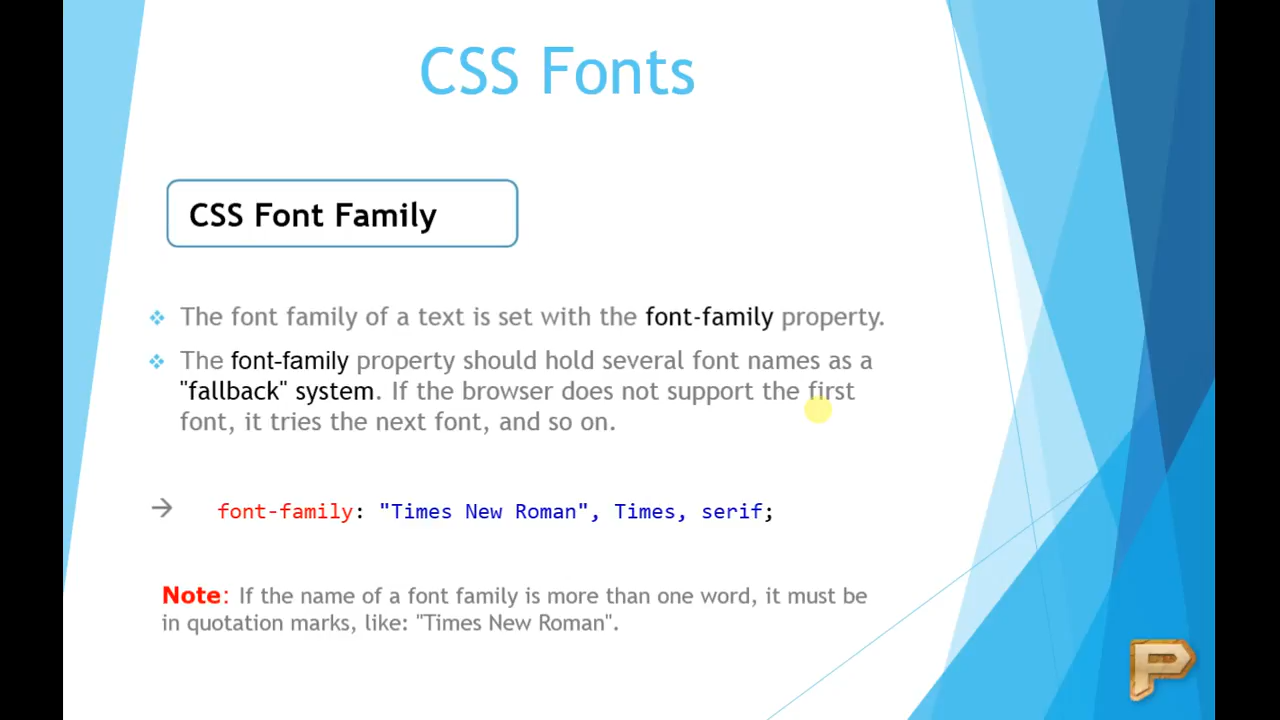 CSS Fonts
CSS Font Family
The font family of a text is set with the font-family property.
The font-family property should hold several font names as a
"fallback" system. If the browser does not support the first
font, it tries the next font, and so on.
→ font-family: "Times New Roman", Times, serif;
Note: If the name of a font family is more than one word, it must be
in quotation marks, like: "Times New Roman".
P